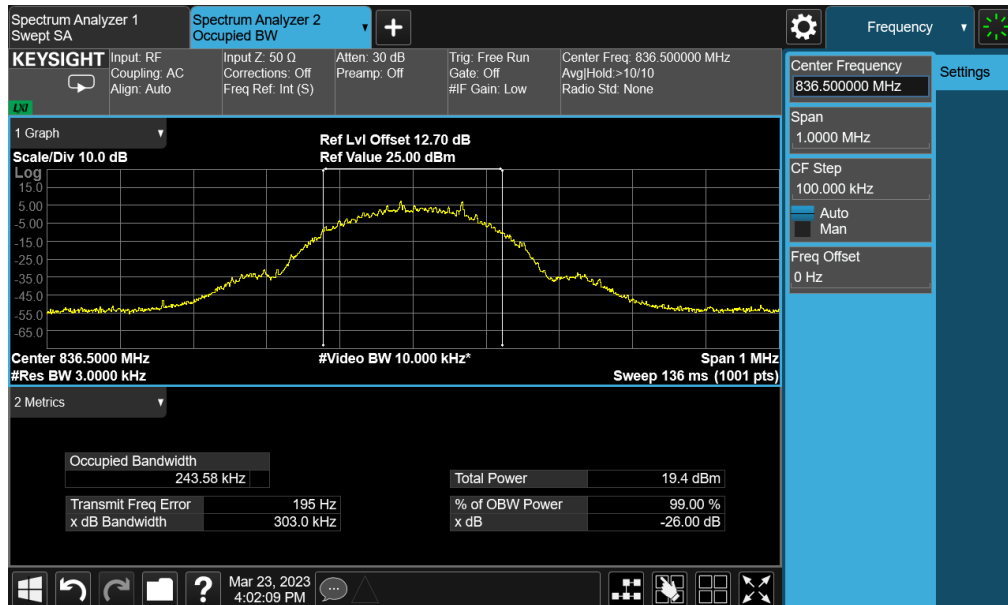 Spectrum Analyzer 1
Swept SA
Spectrum Analyzer 2
Occupied BW
Frequency
KEYSIGHT
LXI
Input: RF
Coupling: AC
Align: Auto
Input Z: 50 Ω
Corrections: Off
Freq Ref: Int (S)
Atten: 30 dB
Preamp: Off
Trig: Free Run
Gate: Off
#IF Gain: Low
Center Freq: 836.500000 MHz
Avg|Hold:>10/10
Radio Std: None
Center Frequency
836.500000 MHz
Settings
Span
1.0000 MHz
CF Step
100.000 kHz
Auto
Man
Freq Offset
0 Hz
1 Graph
Scale/Div 10.0 dB
Ref Lvl Offset 12.70 dB
Ref Value 25.00 dBm
Log
15.0
5.00
-5.00
-15.0
-25.0
-35.0
-45.0
-55.0
-65.0
Center 836.5000 MHz
#Video BW 10.000 kHz*
Span 1 MHz
#Res BW 3.0000 kHz
Sweep 136 ms (1001 pts)
2 Metrics
Occupied Bandwidth
243.58 kHz
Total Power 19.4 dBm
Transmit Freq Error 195 Hz
% of OBW Power 99.00 %
x dB Bandwidth 303.0 kHz
x dB -26.00 dB
Mar 23, 2023
4:02:09 PM